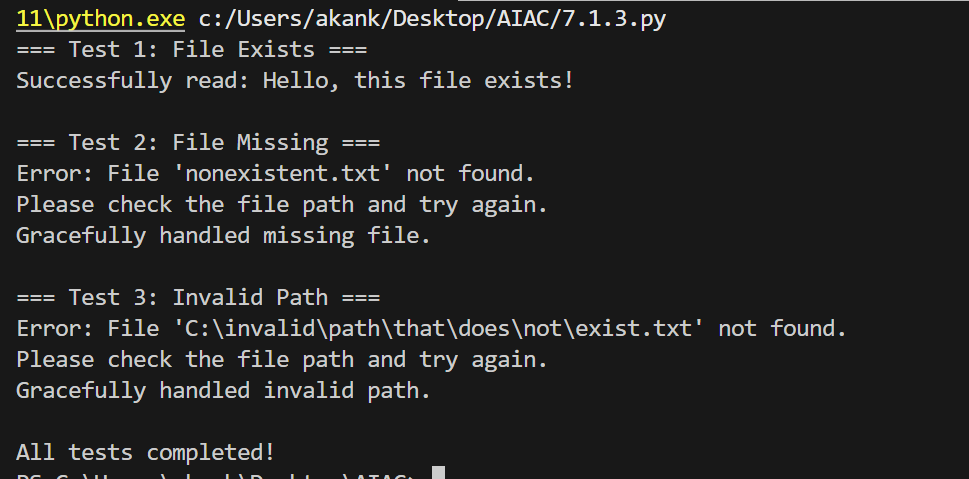 11\python.exe c:/Users/akank/Desktop/AIAC/7.1.3.py
=== Test 1: File Exists ===
Successfully read: Hello, this file exists!
=== Test 2: File Missing ===
Error: File 'nonexistent.txt' not found.
Please check the file path and try again.
Gracefully handled missing file.
=== Test 3: Invalid Path ===
Error: File 'C:\invalid\path\that\does\not\exist.txt' not found.
Please check the file path and try again.
Gracefully handled invalid path.
All tests completed!